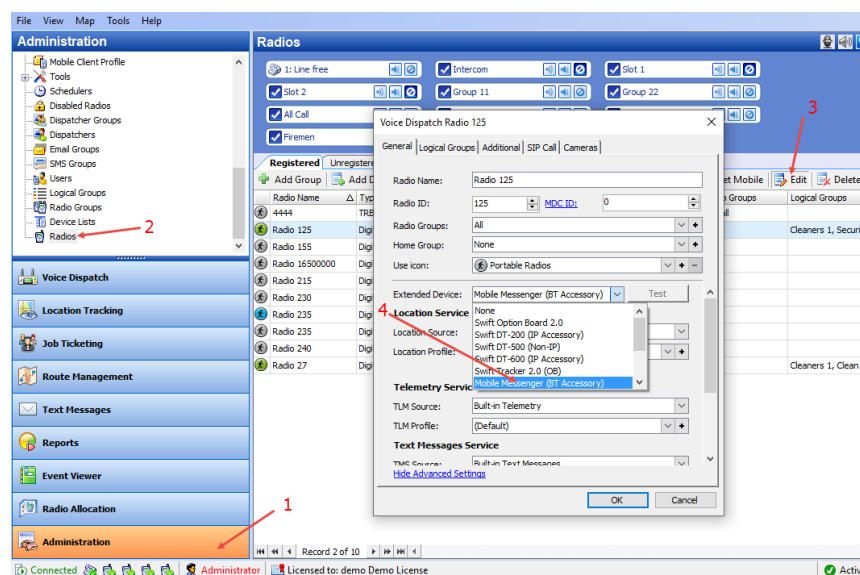 File View Map Tools Help
Administration
Mobile Client Profile
Tools
Schedulers
Disabled Radios
Dispatcher Groups
Dispatchers
Email Groups
SMS Groups
Users
Logical Groups
Radio Groups
Device Lists
Radios
2
Voice Dispatch
Location Tracking
Job Ticketing
Route Management
Text Messages
Reports
Event Viewer
Radio Allocation
1
Administration
Radios
1: Line free
Intercom
Slot 1
Slot 2
Group 11
Group 22
All Call
Firemen
3
Registered Unregistere
Add Group Add D
et Mobile Edit Delete
Radio Name Typ
Groups Logical Groups
4444 TRB
all
Radio 125 Digi
Cleaners 1, Securi
Radio 155 Digi
Radio 16500000 Digi
Radio 215 Digi
Radio 230 Digi
Radio 235 Digi
Radio 235 Digi
Radio 240 Digi
Radio 27 Digi
Cleaners 1, Clean
Voice Dispatch Radio 125
General Logical Groups Additional SIP Call Cameras
Radio Name: Radio 125
Radio ID: 125 MDC ID: 0
Radio Groups: All
Home Group: None
Use icon: Portable Radios
Extended Device: Mobile Messenger (BT Accessory) Test
4
None
Swift Option Board 2.0
Swift DT-200 (IP Accessory)
Swift DT-500 (Non-IP)
Swift DT-600 (IP Accessory)
Swift Tracker 2.0 (OB)
Mobile Messenger (BT Accessory)
Location Service
Location Source:
Location Profile:
Telemetry Servic
TLM Source: Built-in Telemetry
TLM Profile: (Default)
Text Messages Service
TMS Source: Built-in Text Messages
Hide Advanced Settings
OK Cancel
Record 2 of 10
Connected Administrator Licensed to: demo Demo License Activ